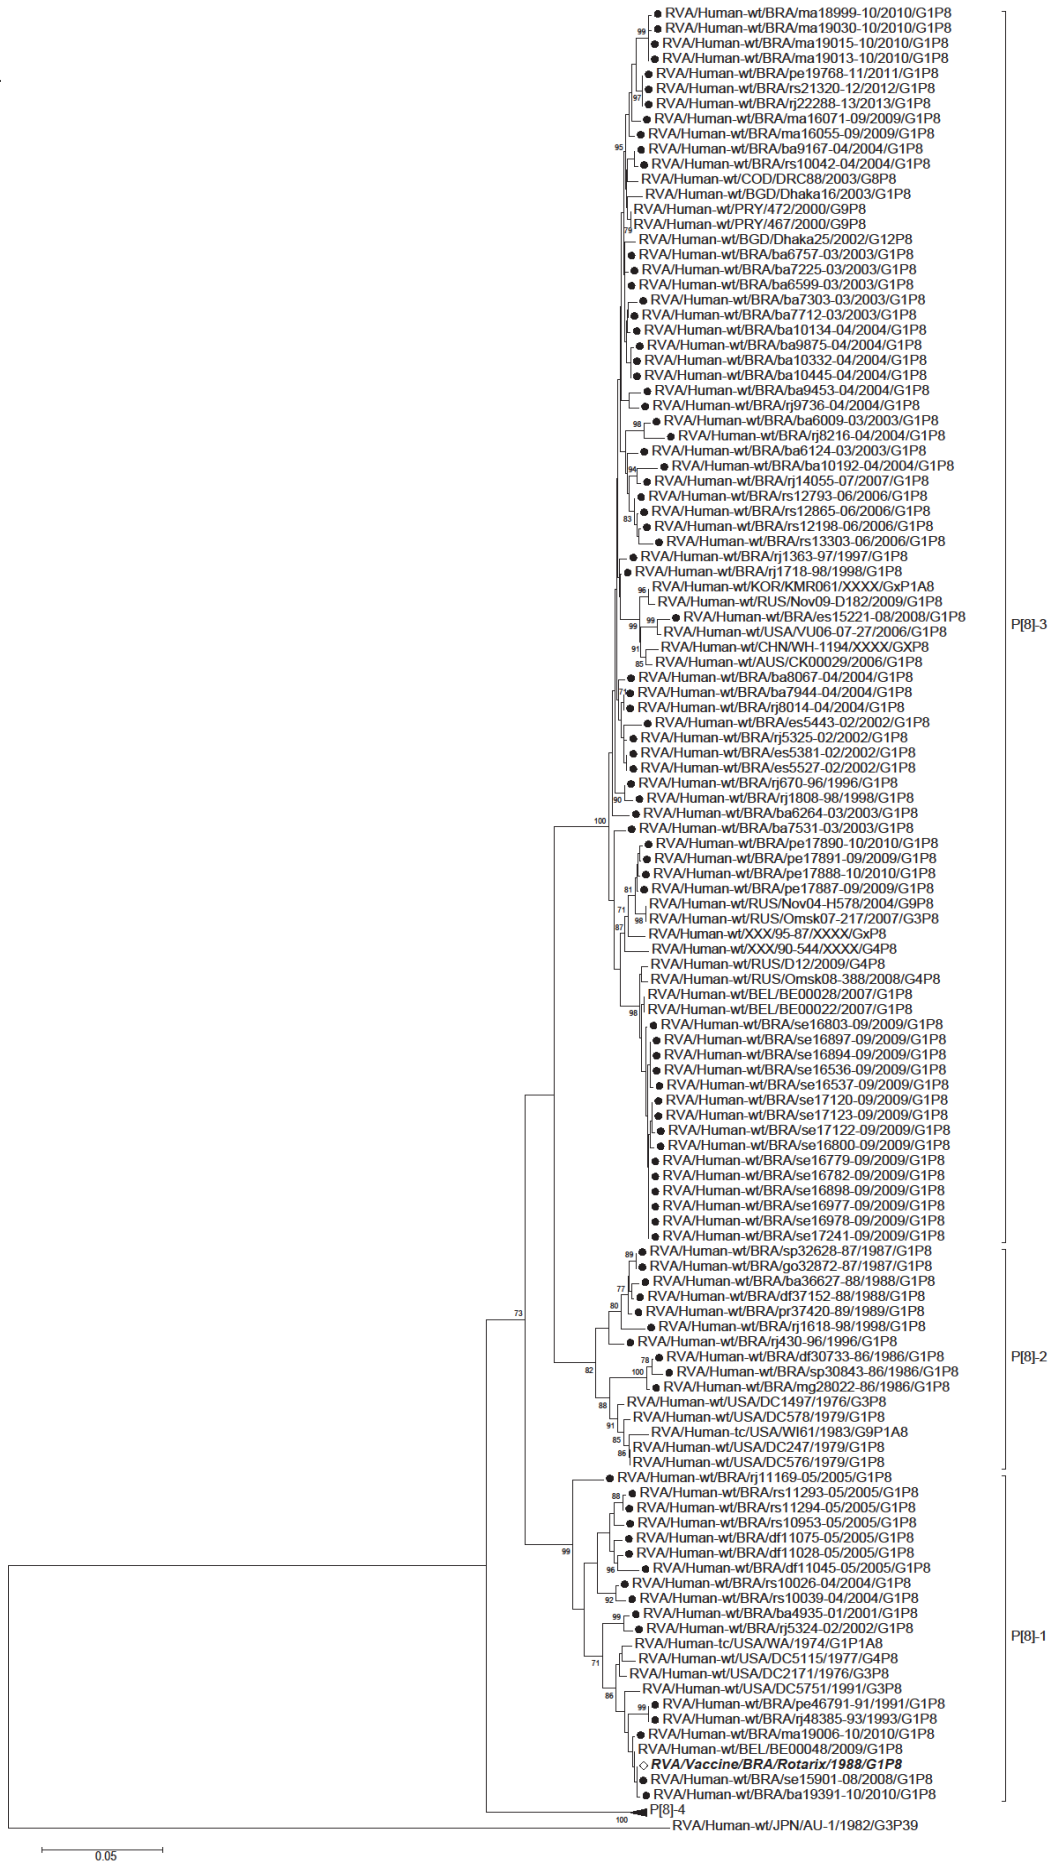 RVA/Human-wt/BRA/ma18999-10/2010/G1P8
99
RVA/Human-wt/BRA/ma19030-10/2010/G1P8
RVA/Human-wt/BRA/ma19015-10/2010/G1P8
RVA/Human-wt/BRA/ma19013-10/2010/G1P8
RVA/Human-wt/BRA/pe19768-11/2011/G1P8
RVA/Human-wt/BRA/rs21320-12/2012/G1P8
97
RVA/Human-wt/BRA/rj22288-13/2013/G1P8
RVA/Human-wt/BRA/ma16071-09/2009/G1P8
RVA/Human-wt/BRA/ma16055-09/2009/G1P8
95
RVA/Human-wt/BRA/ba9167-04/2004/G1P8
RVA/Human-wt/BRA/rs10042-04/2004/G1P8
RVA/Human-wt/COD/DRC88/2003/G8P8
RVA/Human-wt/BGD/Dhaka16/2003/G1P8
RVA/Human-wt/PRY/472/2000/G9P8
RVA/Human-wt/PRY/467/2000/G9P8
79
RVA/Human-wt/BGD/Dhaka25/2002/G12P8
RVA/Human-wt/BRA/ba6757-03/2003/G1P8
RVA/Human-wt/BRA/ba7225-03/2003/G1P8
RVA/Human-wt/BRA/ba6599-03/2003/G1P8
RVA/Human-wt/BRA/ba7303-03/2003/G1P8
RVA/Human-wt/BRA/ba7712-03/2003/G1P8
RVA/Human-wt/BRA/ba10134-04/2004/G1P8
RVA/Human-wt/BRA/ba9875-04/2004/G1P8
RVA/Human-wt/BRA/ba10332-04/2004/G1P8
RVA/Human-wt/BRA/ba10445-04/2004/G1P8
RVA/Human-wt/BRA/ba9453-04/2004/G1P8
RVA/Human-wt/BRA/rj9736-04/2004/G1P8
RVA/Human-wt/BRA/ba6009-03/2003/G1P8
98
RVA/Human-wt/BRA/rj8216-04/2004/G1P8
RVA/Human-wt/BRA/ba6124-03/2003/G1P8
RVA/Human-wt/BRA/ba10192-04/2004/G1P8
94
RVA/Human-wt/BRA/rj14055-07/2007/G1P8
RVA/Human-wt/BRA/rs12793-06/2006/G1P8
RVA/Human-wt/BRA/rs12865-06/2006/G1P8
83
RVA/Human-wt/BRA/rs12198-06/2006/G1P8
RVA/Human-wt/BRA/rs13303-06/2006/G1P8
RVA/Human-wt/BRA/rj1363-97/1997/G1P8
RVA/Human-wt/BRA/rj1718-98/1998/G1P8
RVA/Human-wt/KOR/KMR061/XXXX/GxP1A8
96
RVA/Human-wt/RUS/Nov09-D182/2009/G1P8
RVA/Human-wt/BRA/es15221-08/2008/G1P8
99
99
P[8]-3
RVA/Human-wt/USA/VU06-07-27/2006/G1P8
RVA/Human-wt/CHN/WH-1194/XXXX/GXP8
91
RVA/Human-wt/AUS/CK00029/2006/G1P8
85
RVA/Human-wt/BRA/ba8067-04/2004/G1P8
71
RVA/Human-wt/BRA/ba7944-04/2004/G1P8
RVA/Human-wt/BRA/rj8014-04/2004/G1P8
RVA/Human-wt/BRA/es5443-02/2002/G1P8
RVA/Human-wt/BRA/rj5325-02/2002/G1P8
RVA/Human-wt/BRA/es5381-02/2002/G1P8
RVA/Human-wt/BRA/es5527-02/2002/G1P8
RVA/Human-wt/BRA/rj670-96/1996/G1P8
90
RVA/Human-wt/BRA/rj1808-98/1998/G1P8
RVA/Human-wt/BRA/ba6264-03/2003/G1P8
100
RVA/Human-wt/BRA/ba7531-03/2003/G1P8
RVA/Human-wt/BRA/pe17890-10/2010/G1P8
RVA/Human-wt/BRA/pe17891-09/2009/G1P8
RVA/Human-wt/BRA/pe17888-10/2010/G1P8
81
RVA/Human-wt/BRA/pe17887-09/2009/G1P8
RVA/Human-wt/RUS/Nov04-H578/2004/G9P8
71
98
RVA/Human-wt/RUS/Omsk07-217/2007/G3P8
87
RVA/Human-wt/XXX/95-87/XXXX/GxP8
RVA/Human-wt/XXX/90-544/XXXX/G4P8
RVA/Human-wt/RUS/D12/2009/G4P8
RVA/Human-wt/RUS/Omsk08-388/2008/G4P8
RVA/Human-wt/BEL/BE00028/2007/G1P8
RVA/Human-wt/BEL/BE00022/2007/G1P8
98
RVA/Human-wt/BRA/se16803-09/2009/G1P8
RVA/Human-wt/BRA/se16897-09/2009/G1P8
RVA/Human-wt/BRA/se16894-09/2009/G1P8
RVA/Human-wt/BRA/se16536-09/2009/G1P8
RVA/Human-wt/BRA/se16537-09/2009/G1P8
RVA/Human-wt/BRA/se17120-09/2009/G1P8
RVA/Human-wt/BRA/se17123-09/2009/G1P8
RVA/Human-wt/BRA/se17122-09/2009/G1P8
RVA/Human-wt/BRA/se16800-09/2009/G1P8
RVA/Human-wt/BRA/se16779-09/2009/G1P8
RVA/Human-wt/BRA/se16782-09/2009/G1P8
RVA/Human-wt/BRA/se16898-09/2009/G1P8
RVA/Human-wt/BRA/se16977-09/2009/G1P8
RVA/Human-wt/BRA/se16978-09/2009/G1P8
RVA/Human-wt/BRA/se17241-09/2009/G1P8
RVA/Human-wt/BRA/sp32628-87/1987/G1P8
89
RVA/Human-wt/BRA/go32872-87/1987/G1P8
RVA/Human-wt/BRA/ba36627-88/1988/G1P8
77
RVA/Human-wt/BRA/df37152-88/1988/G1P8
80
73
RVA/Human-wt/BRA/pr37420-89/1989/G1P8
RVA/Human-wt/BRA/rj1618-98/1998/G1P8
RVA/Human-wt/BRA/rj430-96/1996/G1P8
P[8]-2
RVA/Human-wt/BRA/df30733-86/1986/G1P8
78
82
RVA/Human-wt/BRA/sp30843-86/1986/G1P8
100
RVA/Human-wt/BRA/mg28022-86/1986/G1P8
88
RVA/Human-wt/USA/DC1497/1976/G3P8
RVA/Human-wt/USA/DC578/1979/G1P8
91
RVA/Human-tc/USA/WI61/1983/G9P1A8
85
RVA/Human-wt/USA/DC247/1979/G1P8
86
RVA/Human-wt/USA/DC576/1979/G1P8
RVA/Human-wt/BRA/rj11169-05/2005/G1P8
RVA/Human-wt/BRA/rs11293-05/2005/G1P8
88
RVA/Human-wt/BRA/rs11294-05/2005/G1P8
RVA/Human-wt/BRA/rs10953-05/2005/G1P8
RVA/Human-wt/BRA/df11075-05/2005/G1P8
99
RVA/Human-wt/BRA/df11028-05/2005/G1P8
96
RVA/Human-wt/BRA/df11045-05/2005/G1P8
RVA/Human-wt/BRA/rs10026-04/2004/G1P8
92
RVA/Human-wt/BRA/rs10039-04/2004/G1P8
RVA/Human-wt/BRA/ba4935-01/2001/G1P8
99
RVA/Human-wt/BRA/rj5324-02/2002/G1P8
P[8]-1
RVA/Human-tc/USA/WA/1974/G1P1A8
71
RVA/Human-wt/USA/DC5115/1977/G4P8
RVA/Human-wt/USA/DC2171/1976/G3P8
RVA/Human-wt/USA/DC5751/1991/G3P8
86
RVA/Human-wt/BRA/pe46791-91/1991/G1P8
99
RVA/Human-wt/BRA/rj48385-93/1993/G1P8
RVA/Human-wt/BRA/ma19006-10/2010/G1P8
RVA/Human-wt/BEL/BE00048/2009/G1P8
RVA/Vaccine/BRA/Rotarix/1988/G1P8
RVA/Human-wt/BRA/se15901-08/2008/G1P8
RVA/Human-wt/BRA/ba19391-10/2010/G1P8
P[8]-4
100
RVA/Human-wt/JPN/AU-1/1982/G3P39
0.05